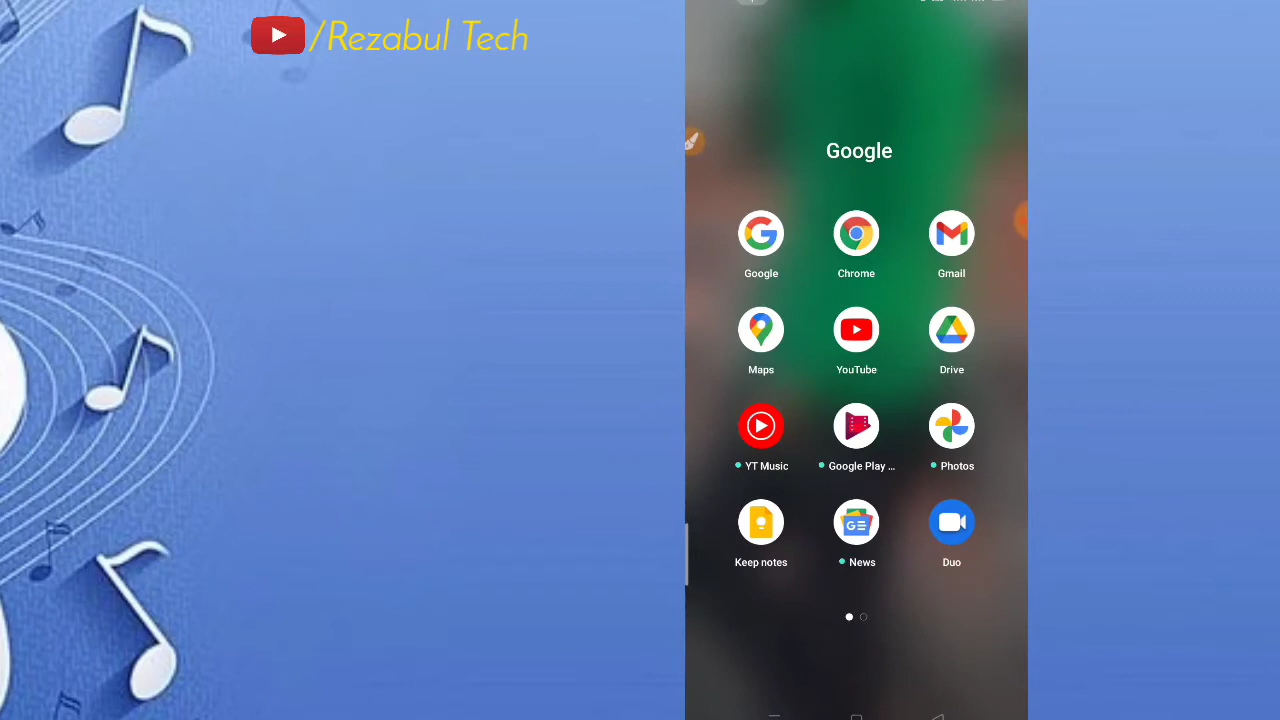 /Rezabul Tech
Google
Google Chrome Gmail
Maps YouTube Drive
YT Music Google Play ... Photos
Keep notes News Duo